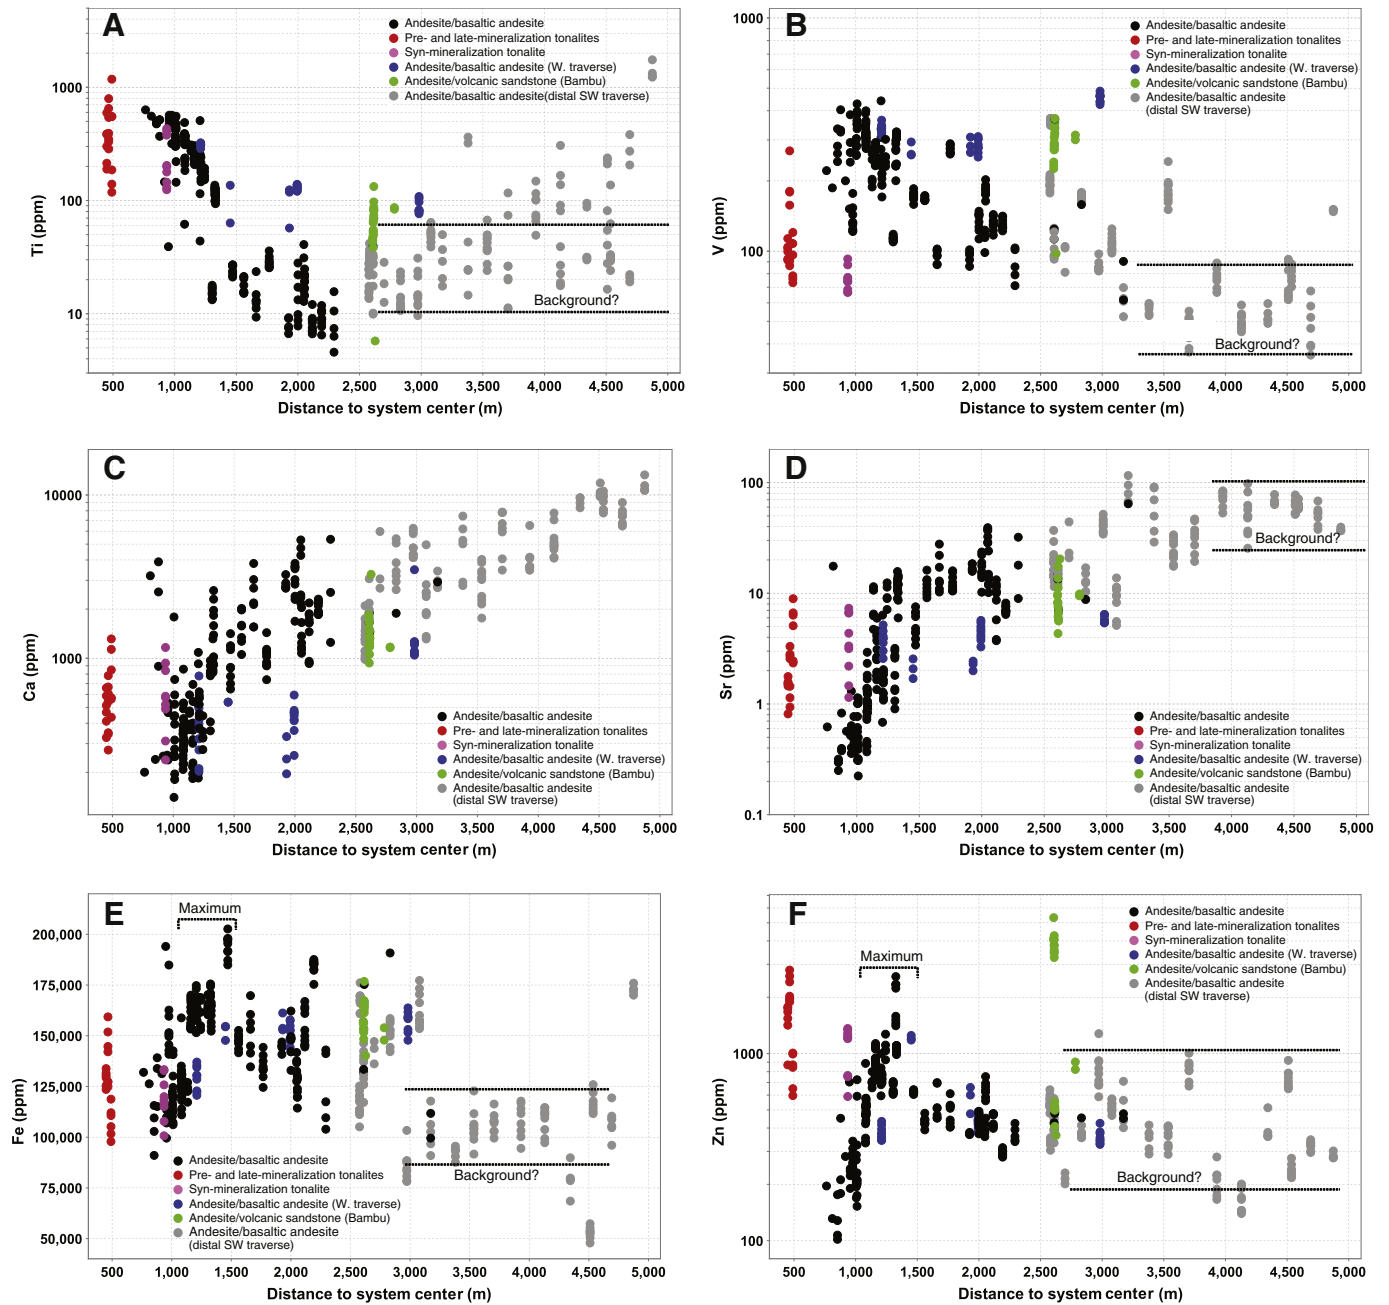 A
Andesite/basaltic andesite
Pre- and late-mineralization tonalites
Syn-mineralization tonalite
Andesite/basaltic andesite (W. traverse)
Andesite/volcanic sandstone (Bambu)
Andesite/basaltic andesite(distal SW traverse)
1000
100
10
Ti (ppm)
Background?
500 1,000 1,500 2,000 2,500 3,000 3,500 4,000 4,500 5,000
Distance to system center (m)
B
Andesite/basaltic andesite
Pre- and late-mineralization tonalites
Syn-mineralization tonalite
Andesite/basaltic andesite (W. traverse)
Andesite/volcanic sandstone (Bambu)
Andesite/basaltic andesite
(distal SW traverse)
1000
100
V (ppm)
Background?
500 1,000 1,500 2,000 2,500 3,000 3,500 4,000 4,500 5,000
Distance to system center (m)
C
10000
1000
Ca (ppm)
Andesite/basaltic andesite
Pre- and late-mineralization tonalites
Syn-mineralization tonalite
Andesite/basaltic andesite (W. traverse)
Andesite/volcanic sandstone (Bambu)
Andesite/basaltic andesite
(distal SW traverse)
500 1,000 1,500 2,000 2,500 3,000 3,500 4,000 4,500 5,000
Distance to system center (m)
D
100
10
1
0.1
Sr (ppm)
Background?
Andesite/basaltic andesite
Pre- and late-mineralization tonalites
Syn-mineralization tonalite
Andesite/basaltic andesite (W. traverse)
Andesite/volcanic sandstone (Bambu)
Andesite/basaltic andesite
(distal SW traverse)
500 1,000 1,500 2,000 2,500 3,000 3,500 4,000 4,500 5,000
Distance to system center (m)
E
Maximum
200,000
175,000
150,000
125,000
100,000
75,000
50,000
Fe (ppm)
Background?
Andesite/basaltic andesite
Pre- and late-mineralization tonalites
Syn-mineralization tonalite
Andesite/basaltic andesite (W. traverse)
Andesite/volcanic sandstone (Bambu)
Andesite/basaltic andesite
(distal SW traverse)
500 1,000 1,500 2,000 2,500 3,000 3,500 4,000 4,500 5,000
Distance to system center (m)
F
Andesite/basaltic andesite
Pre- and late-mineralization tonalites
Syn-mineralization tonalite
Andesite/basaltic andesite (W. traverse)
Andesite/volcanic sandstone (Bambu)
Andesite/basaltic andesite
(distal SW traverse)
Maximum
1000
100
Zn (ppm)
Background?
500 1,000 1,500 2,000 2,500 3,000 3,500 4,000 4,500 5,000
Distance to system center (m)